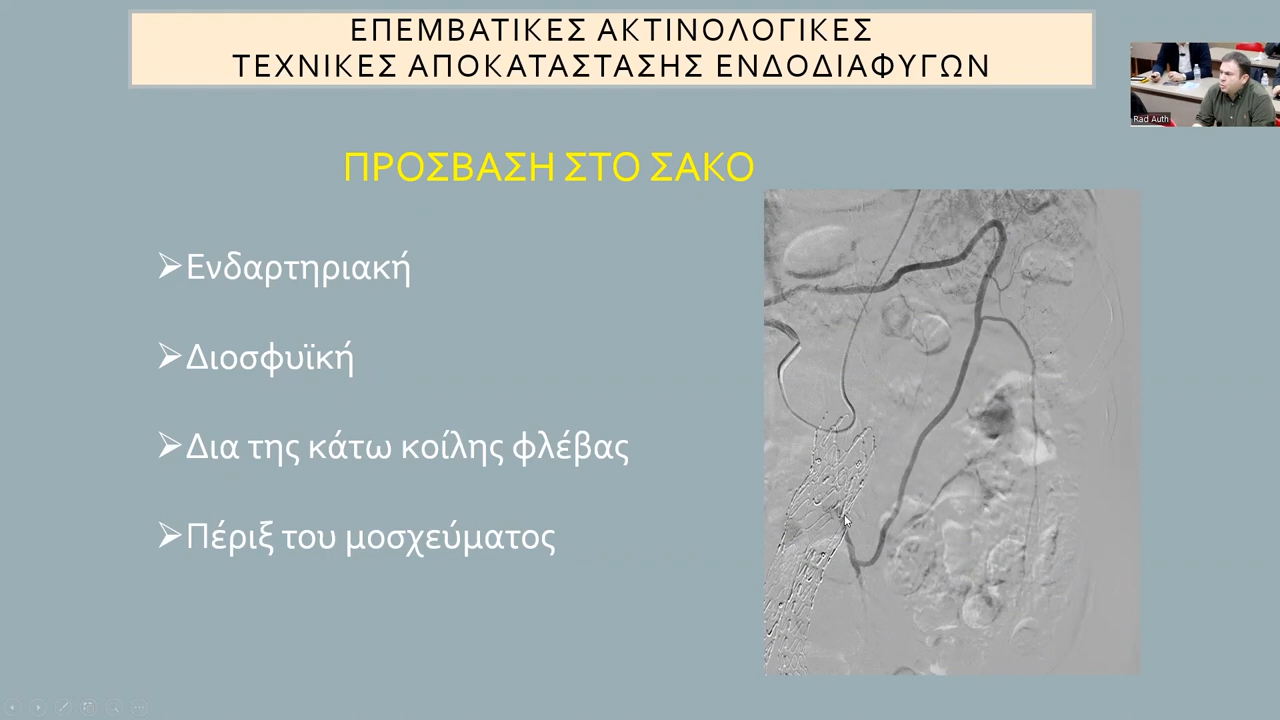 ΕΠΕΜΒΑΤΙΚΕΣ ΑΚΤΙΝΟΛΟΓΙΚΕΣ
ΤΕΧΝΙΚΕΣ ΑΠΟΚΑΤΑΣΤΑΣΗΣ ΕΝΔΟΔΙΑΦΥΓΩΝ
Rad Auth
ΠΡΟΣΒΑΣΗ ΣΤΟ ΣΑΚΟ
➢Ενδαρτηριακή
➢Διοσφυϊκή
➢Δια της κάτω κοίλης φλέβας
➢Πέριξ του μοσχεύματος